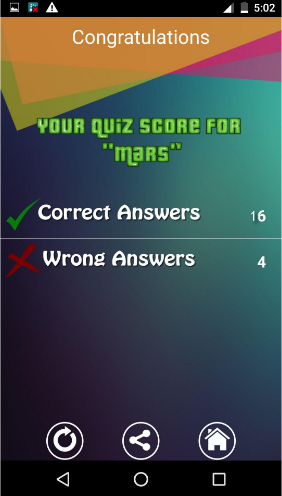 5:02
Congratulations
YOUR QUIZ SCORE FOR
"MARS"
Correct Answers 16
Wrong Answers 4